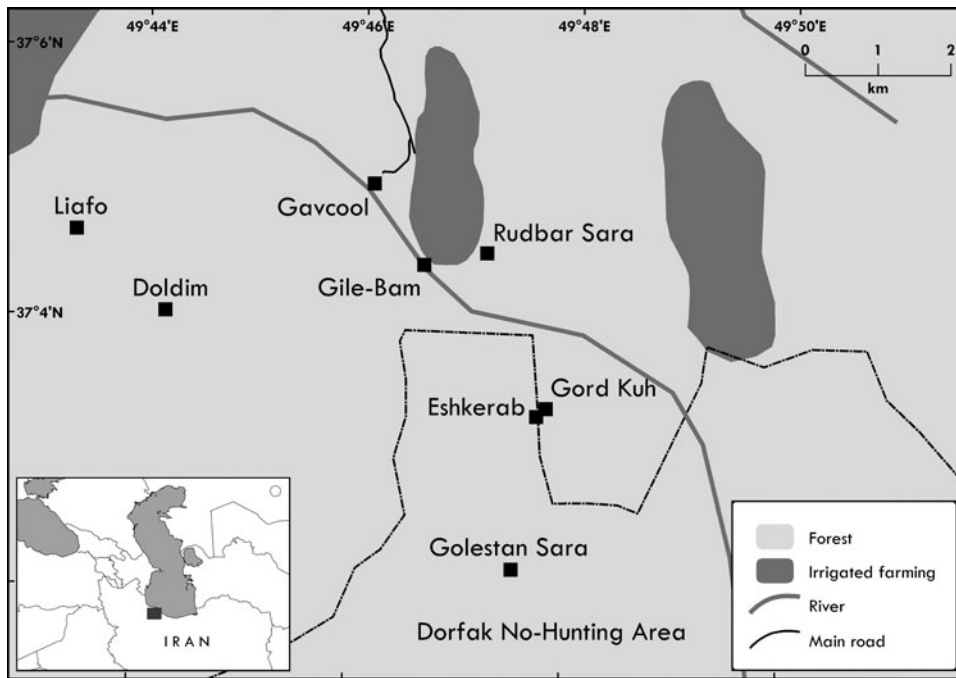 49°44´E 49°46´E 49°48´E 49°50´E
37°6´N
0 1 2
km
Liafo
Gavcool
Rudbar Sara
Doldim
Gile-Bam
37°4´N
Gord Kuh
Eshkerab
Golestan Sara
Dorfak No-Hunting Area
IRAN
Forest
Irrigated farming
River
Main road